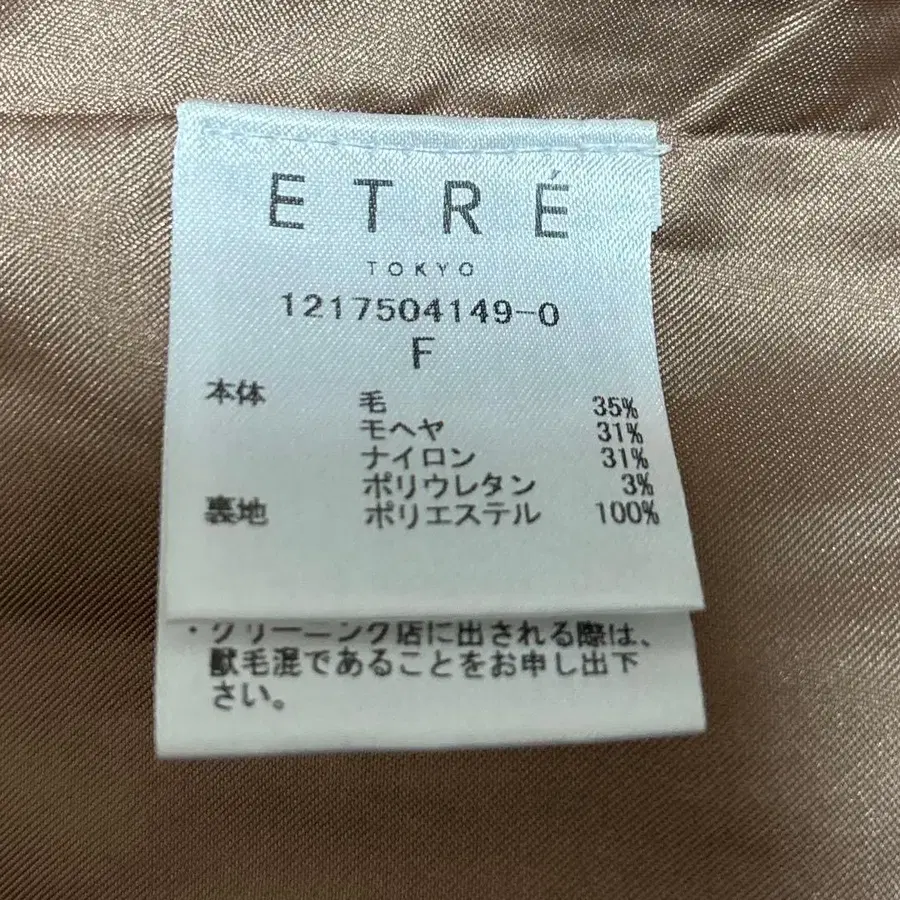 ETRÉ
TOKYO
1217504149-0
F
本体 毛 35%
モヘヤ 31%
ナイロン 31%
ポリウレタン 3%
裏地 ポリエステル 100%
・クリーニング店に出される際は、
獣毛混であることをお申し出下
さい。